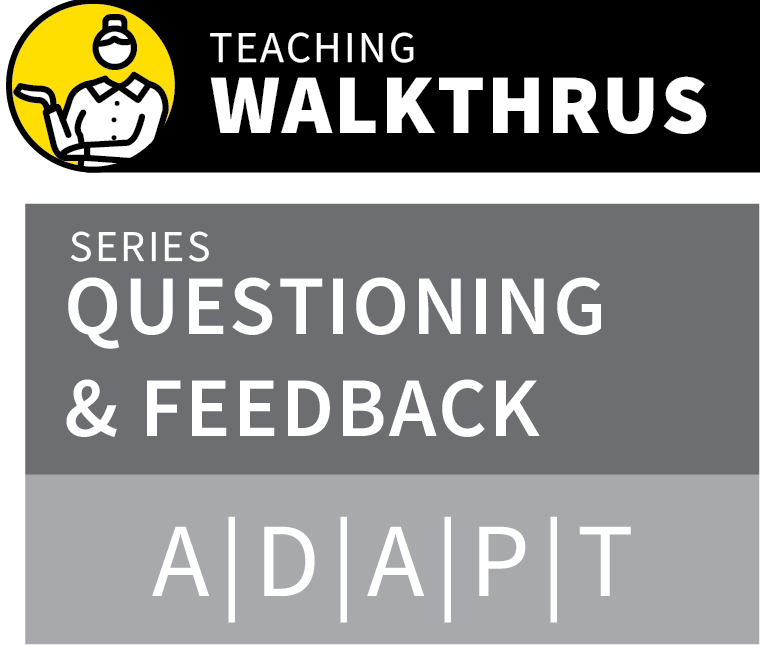 TEACHING
WALKTHRUS
SERIES
QUESTIONING
& FEEDBACK
A|D|A|P|T